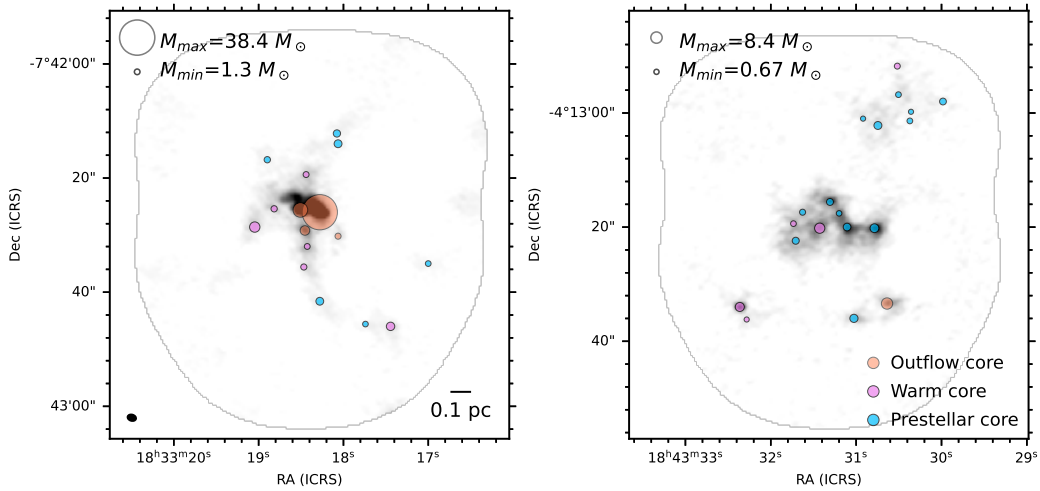 M_max=38.4 M_⊙
M_min=1.3 M_⊙
-7°42'00"
20"
40"
43'00"
Dec (ICRS)
0.1 pc
18ʰ33ᵐ20ˢ
19ˢ
18ˢ
17ˢ
RA (ICRS)
M_max=8.4 M_⊙
M_min=0.67 M_⊙
-4°13'00"
20"
40"
Dec (ICRS)
Outflow core
Warm core
Prestellar core
18ʰ43ᵐ33ˢ
32ˢ
31ˢ
30ˢ
29ˢ
RA (ICRS)